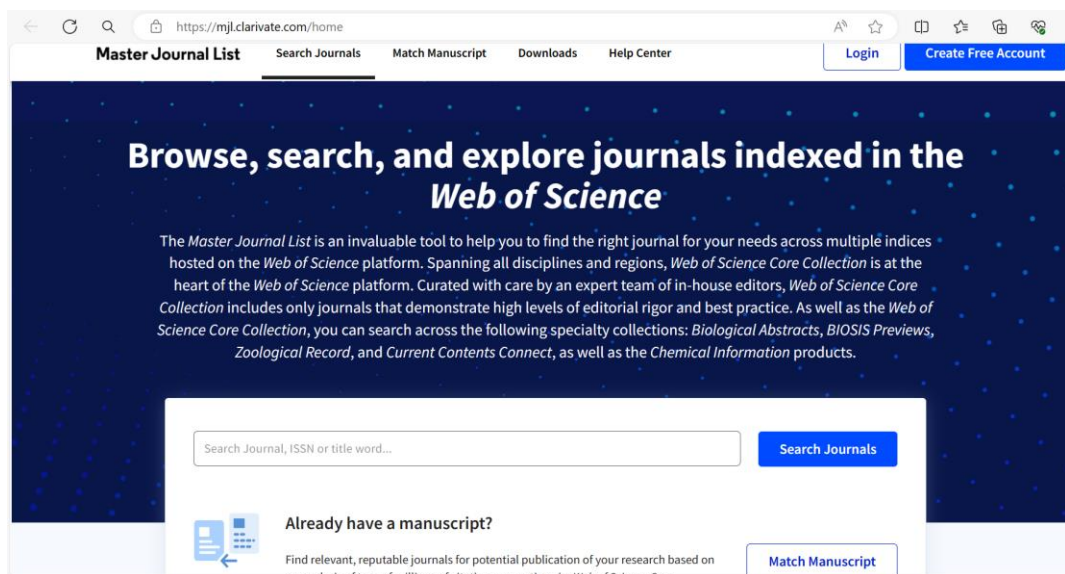 https://mjl.clarivate.com/home
Master Journal List Search Journals Match Manuscript Downloads Help Center Login Create Free Account
Browse, search, and explore journals indexed in the
Web of Science
The Master Journal List is an invaluable tool to help you to find the right journal for your needs across multiple indices
hosted on the Web of Science platform. Spanning all disciplines and regions, Web of Science Core Collection is at the
heart of the Web of Science platform. Curated with care by an expert team of in-house editors, Web of Science Core
Collection includes only journals that demonstrate high levels of editorial rigor and best practice. As well as the Web of
Science Core Collection, you can search across the following specialty collections: Biological Abstracts, BIOSIS Previews,
Zoological Record, and Current Contents Connect, as well as the Chemical Information products.
Search Journal, ISSN or title word...
Search Journals
Already have a manuscript?
Find relevant, reputable journals for potential publication of your research based on
Match Manuscript